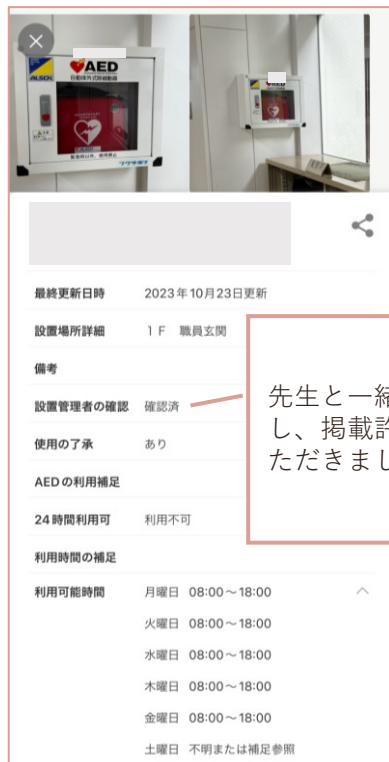 AED
自動体外式除細動器
ALSOK
AED
最終更新日時 2023年10月23日更新
設置場所詳細 1F 職員玄関
備考
設置管理者の確認 確認済
使用の了承 あり
AEDの利用補足
24時間利用可 利用不可
利用時間の補足
利用可能時間 月曜日 08:00～18:00
火曜日 08:00～18:00
水曜日 08:00～18:00
木曜日 08:00～18:00
金曜日 08:00～18:00
土曜日 不明または補足参照
先生と一緒
し、掲載許
ただきまし